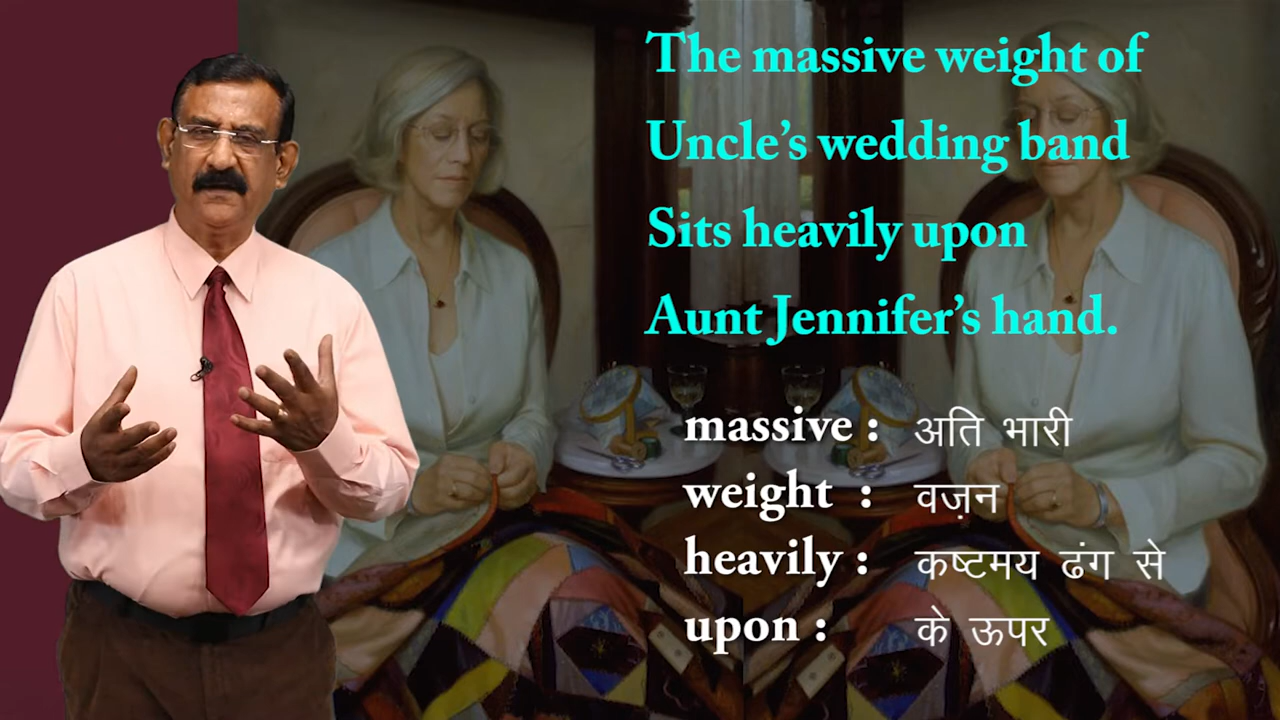 The massive weight of
Uncle’s wedding band
Sits heavily upon
Aunt Jennifer’s hand.
massive : अति भारी
weight : वज़न
heavily : कष्टमय ढंग से
upon : के ऊपर